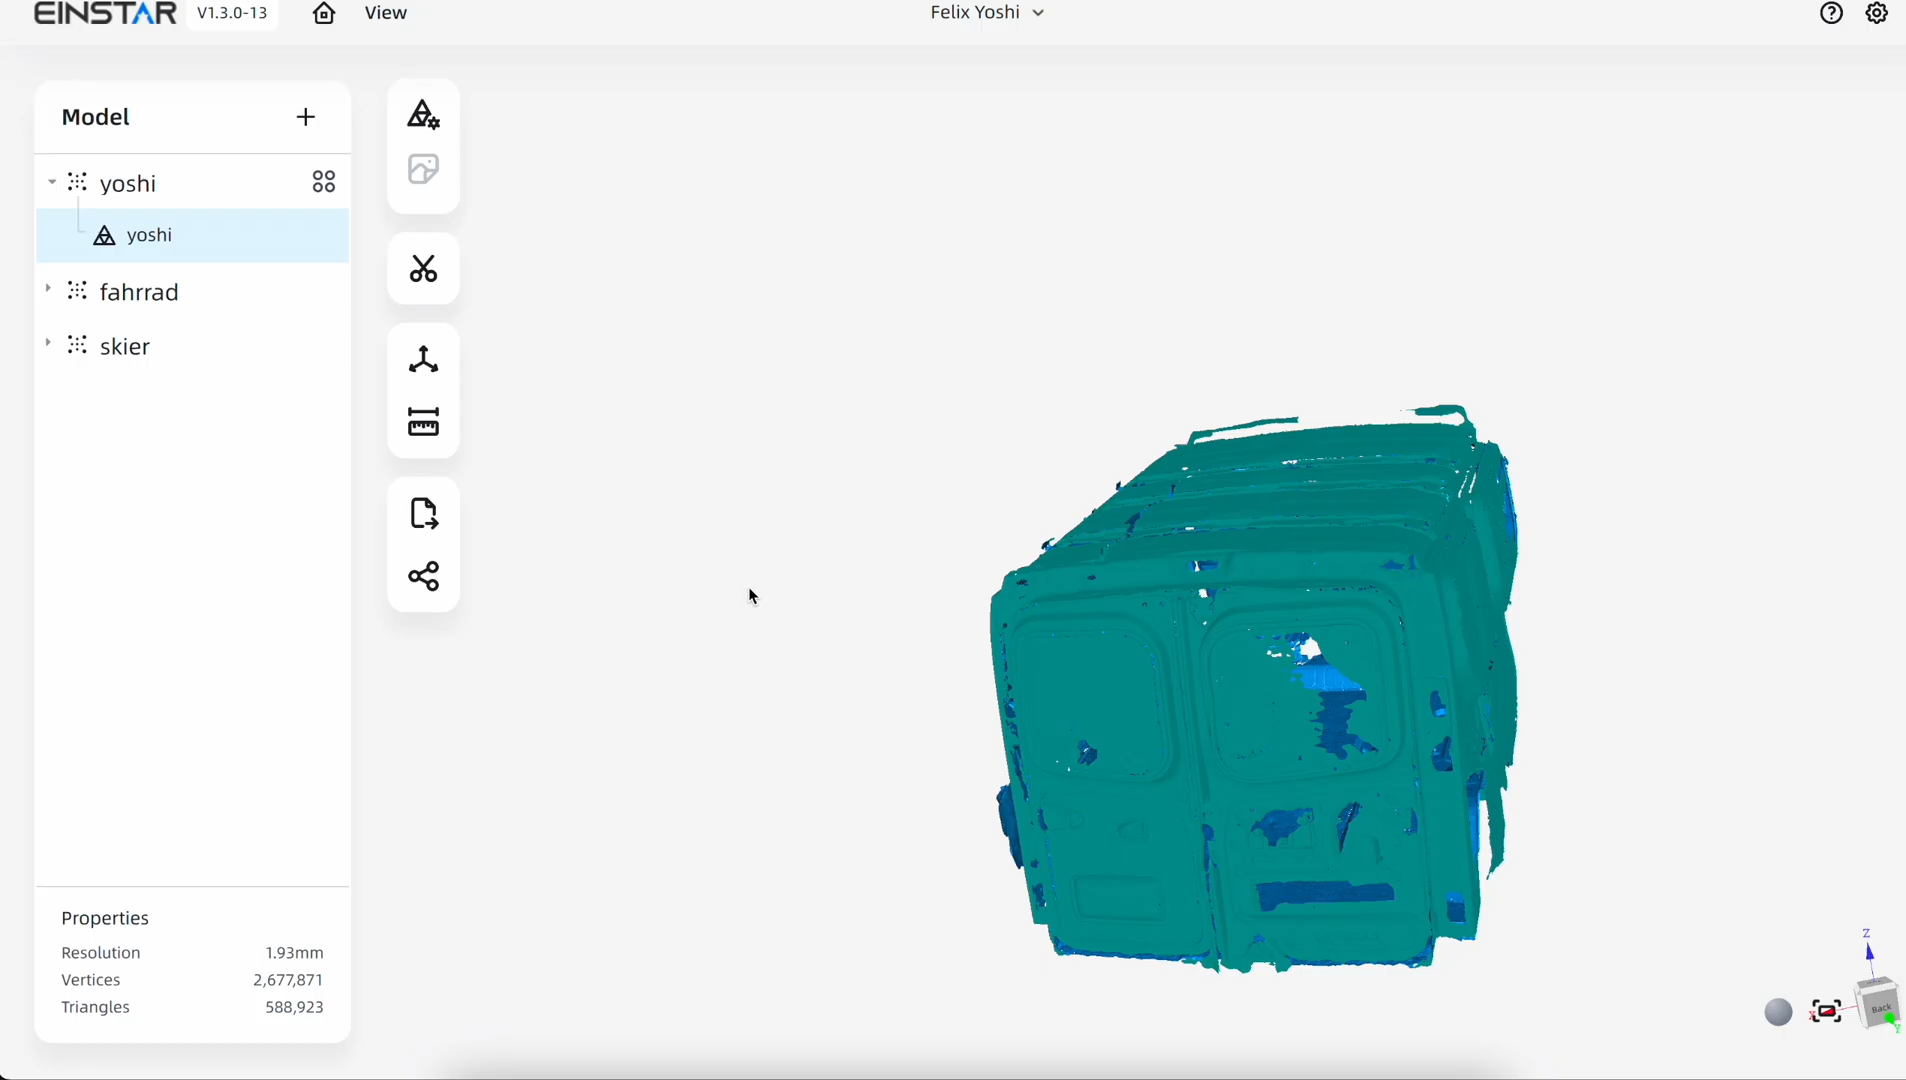 EINSTAR
V1.3.0-13
View
Felix Yoshi
Model
yoshi
yoshi
fahrrad
skier
Properties
Resolution 1.93mm
Vertices 2,677,871
Triangles 588,923
Z
Back
X
Y